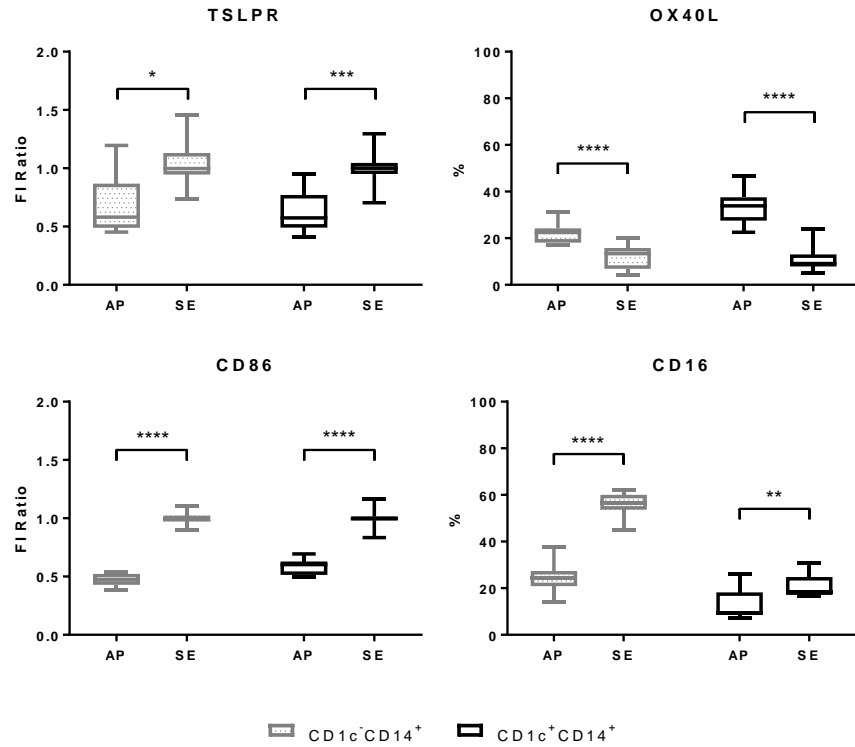 TSLPR
2.0
1.5
1.0
0.5
0.0
FI Ratio
*
***
AP SE AP SE
OX40L
100
80
60
40
20
0
%
****
****
AP SE AP SE
CD86
2.0
1.5
1.0
0.5
0.0
FI Ratio
****
****
AP SE AP SE
CD16
100
80
60
40
20
0
%
****
**
AP SE AP SE
CD1c⁻CD14⁺ CD1c⁺CD14⁺